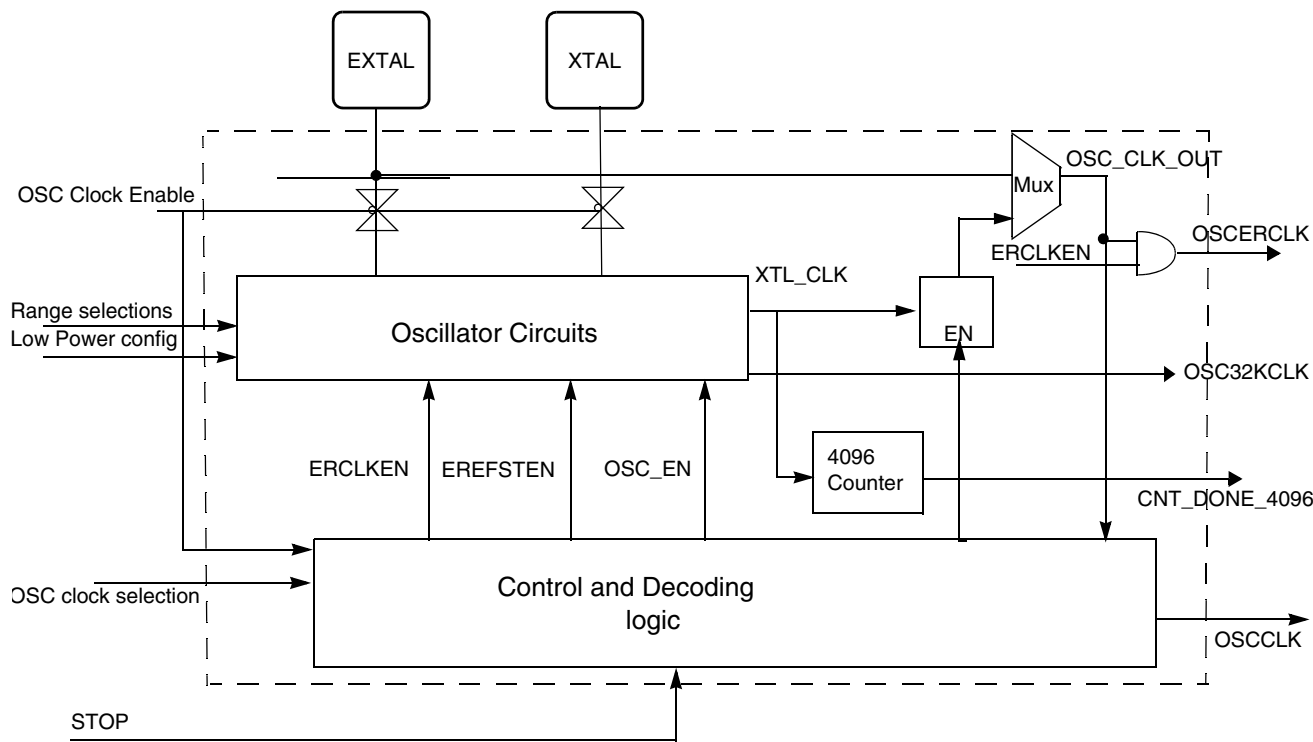 EXTAL
XTAL
OSC_CLK_OUT
Mux
OSC Clock Enable
OSCERCLK
ERCLKEN
XTL_CLK
Range selections
Oscillator Circuits
Low Power config
EN
OSC32KCLK
ERCLKEN
EREFSTEN
OSC_EN
4096
Counter
CNT_DONE_4096
Control and Decoding
logic
OSC clock selection
OSCCLK
STOP